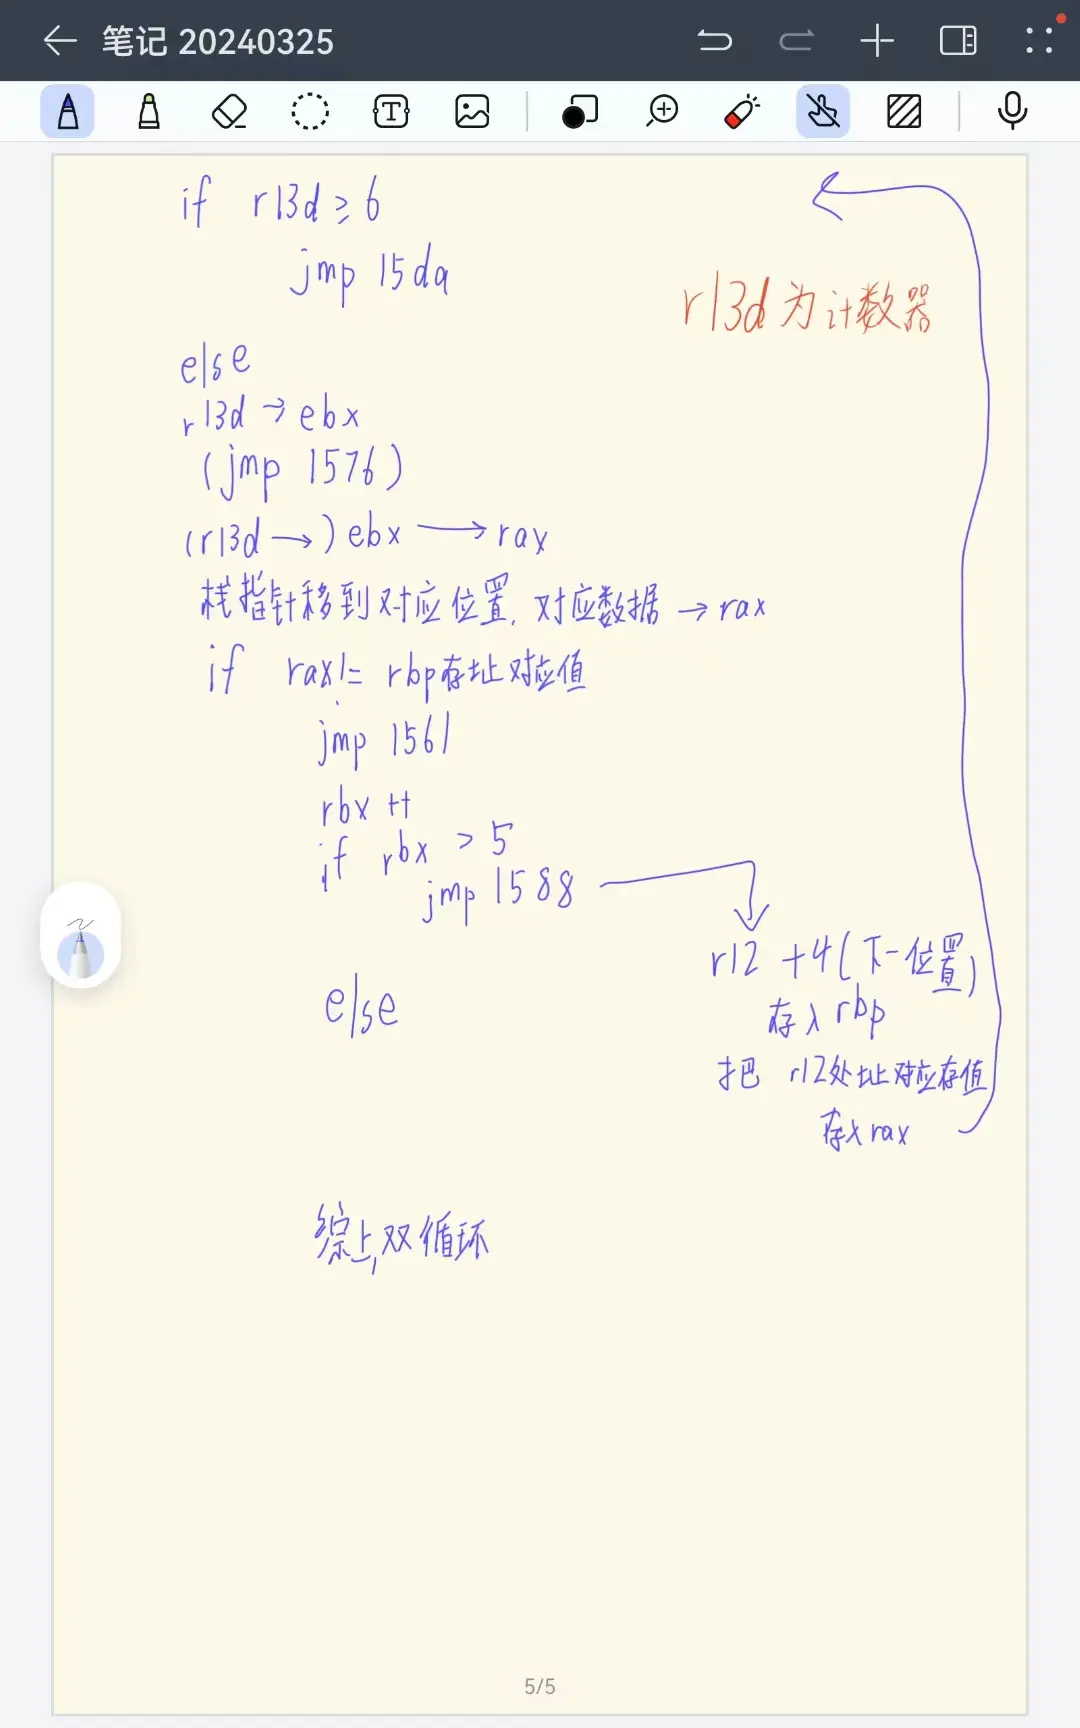 笔记 20240325
if r13d ≥ 6
jmp 15da
r13d为计数器
else
r13d → ebx
(jmp 1576)
(r13d →) ebx → rax
栈指针移到对应位置, 对应数据 → rax
if rax != rbp存址对应值
jmp 1561
rbx ++
if rbx > 5
jmp 1588
r12 +4 (下一位置)
存入 rbp
else
把 r12处址对应存值
存入 rax
综上,双循环
5/5